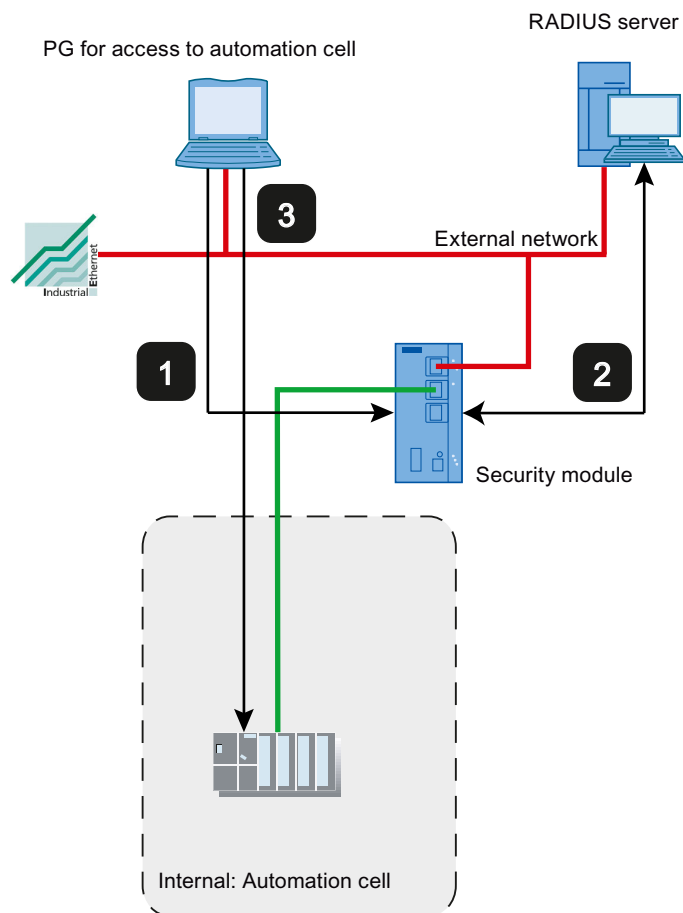 RADIUS server
PG for access to automation cell
3
External network
Industrial Ethernet
1
2
Security module
Internal: Automation cell